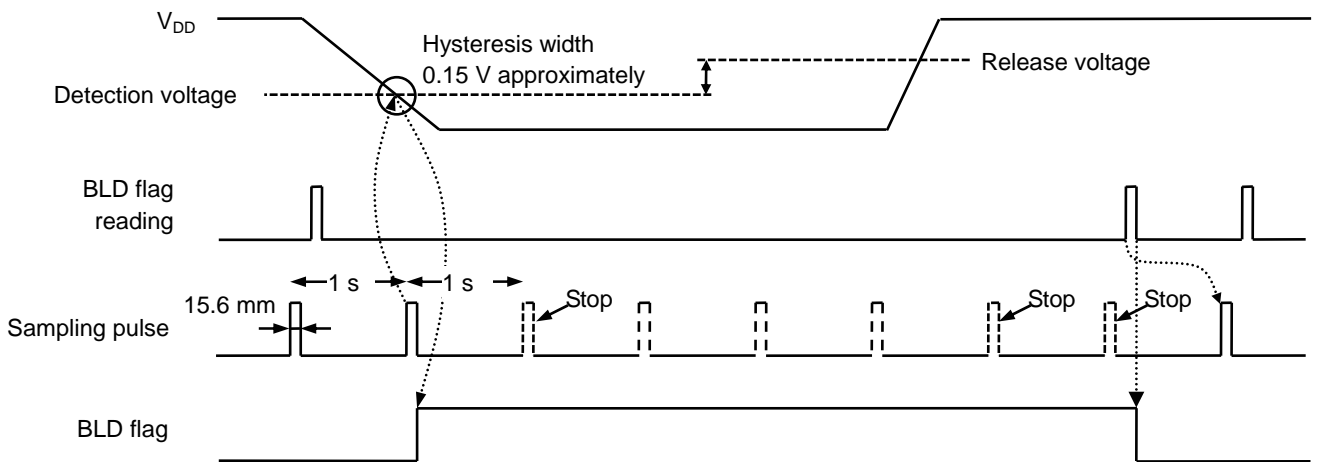 VDD
Hysteresis width
0.15 V approximately
Release voltage
Detection voltage
BLD flag
reading
1 s
1 s
15.6 mm
Stop
Stop
Stop
Sampling pulse
BLD flag